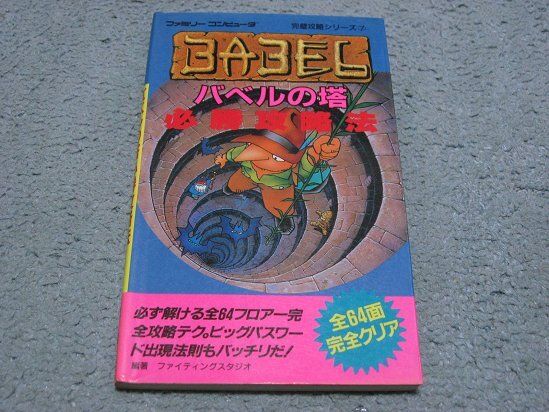 ファミリーコンピュータ 完璧攻略シリーズ 7
BABEL
バベルの塔
必勝攻略法
必ず解ける全64フロアー完
全攻略テク。ビッグパスワー
ド出現法則もバッチリだ!
編著 ファイティングスタジオ
全64面
完全クリア